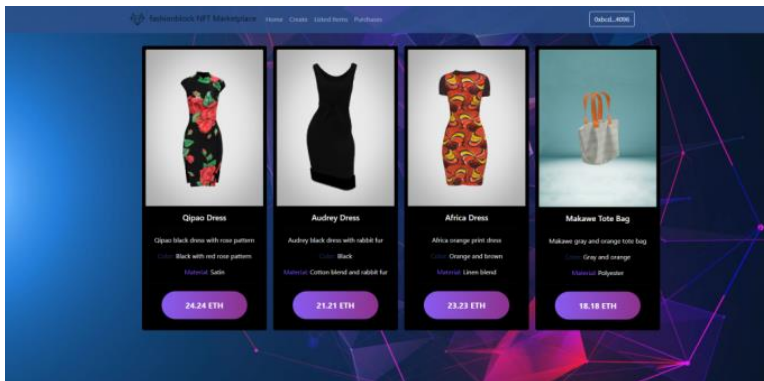 fashionblock NFT Marketplace Home Create Listed Items Purchases
0xbcd...4096
Qipao Dress
Qipao black dress with rose pattern
Color: Black with red rose pattern
Material: Satin
24.24 ETH
Audrey Dress
Audrey black dress with rabbit fur
Color: Black
Material: Cotton blend and rabbit fur
21.21 ETH
Africa Dress
Africa orange print dress
Color: Orange and brown
Material: Linen blend
23.23 ETH
Makawe Tote Bag
Makawe gray and orange tote bag
Color: Gray and orange
Material: Polyester
18.18 ETH